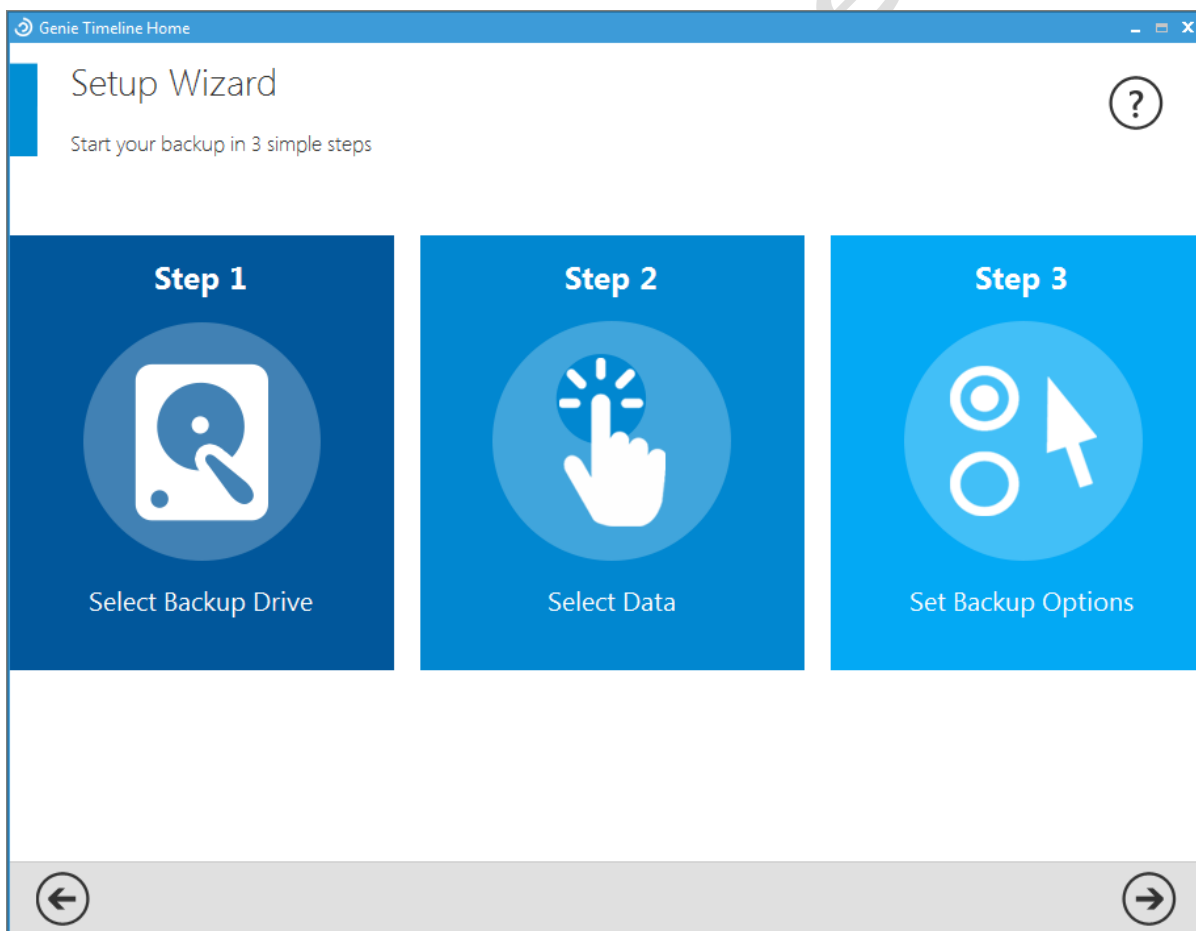 Genie Timeline Home
Setup Wizard
?
Start your backup in 3 simple steps
Step 1
Step 2
Step 3
Select Backup Drive
Select Data
Set Backup Options